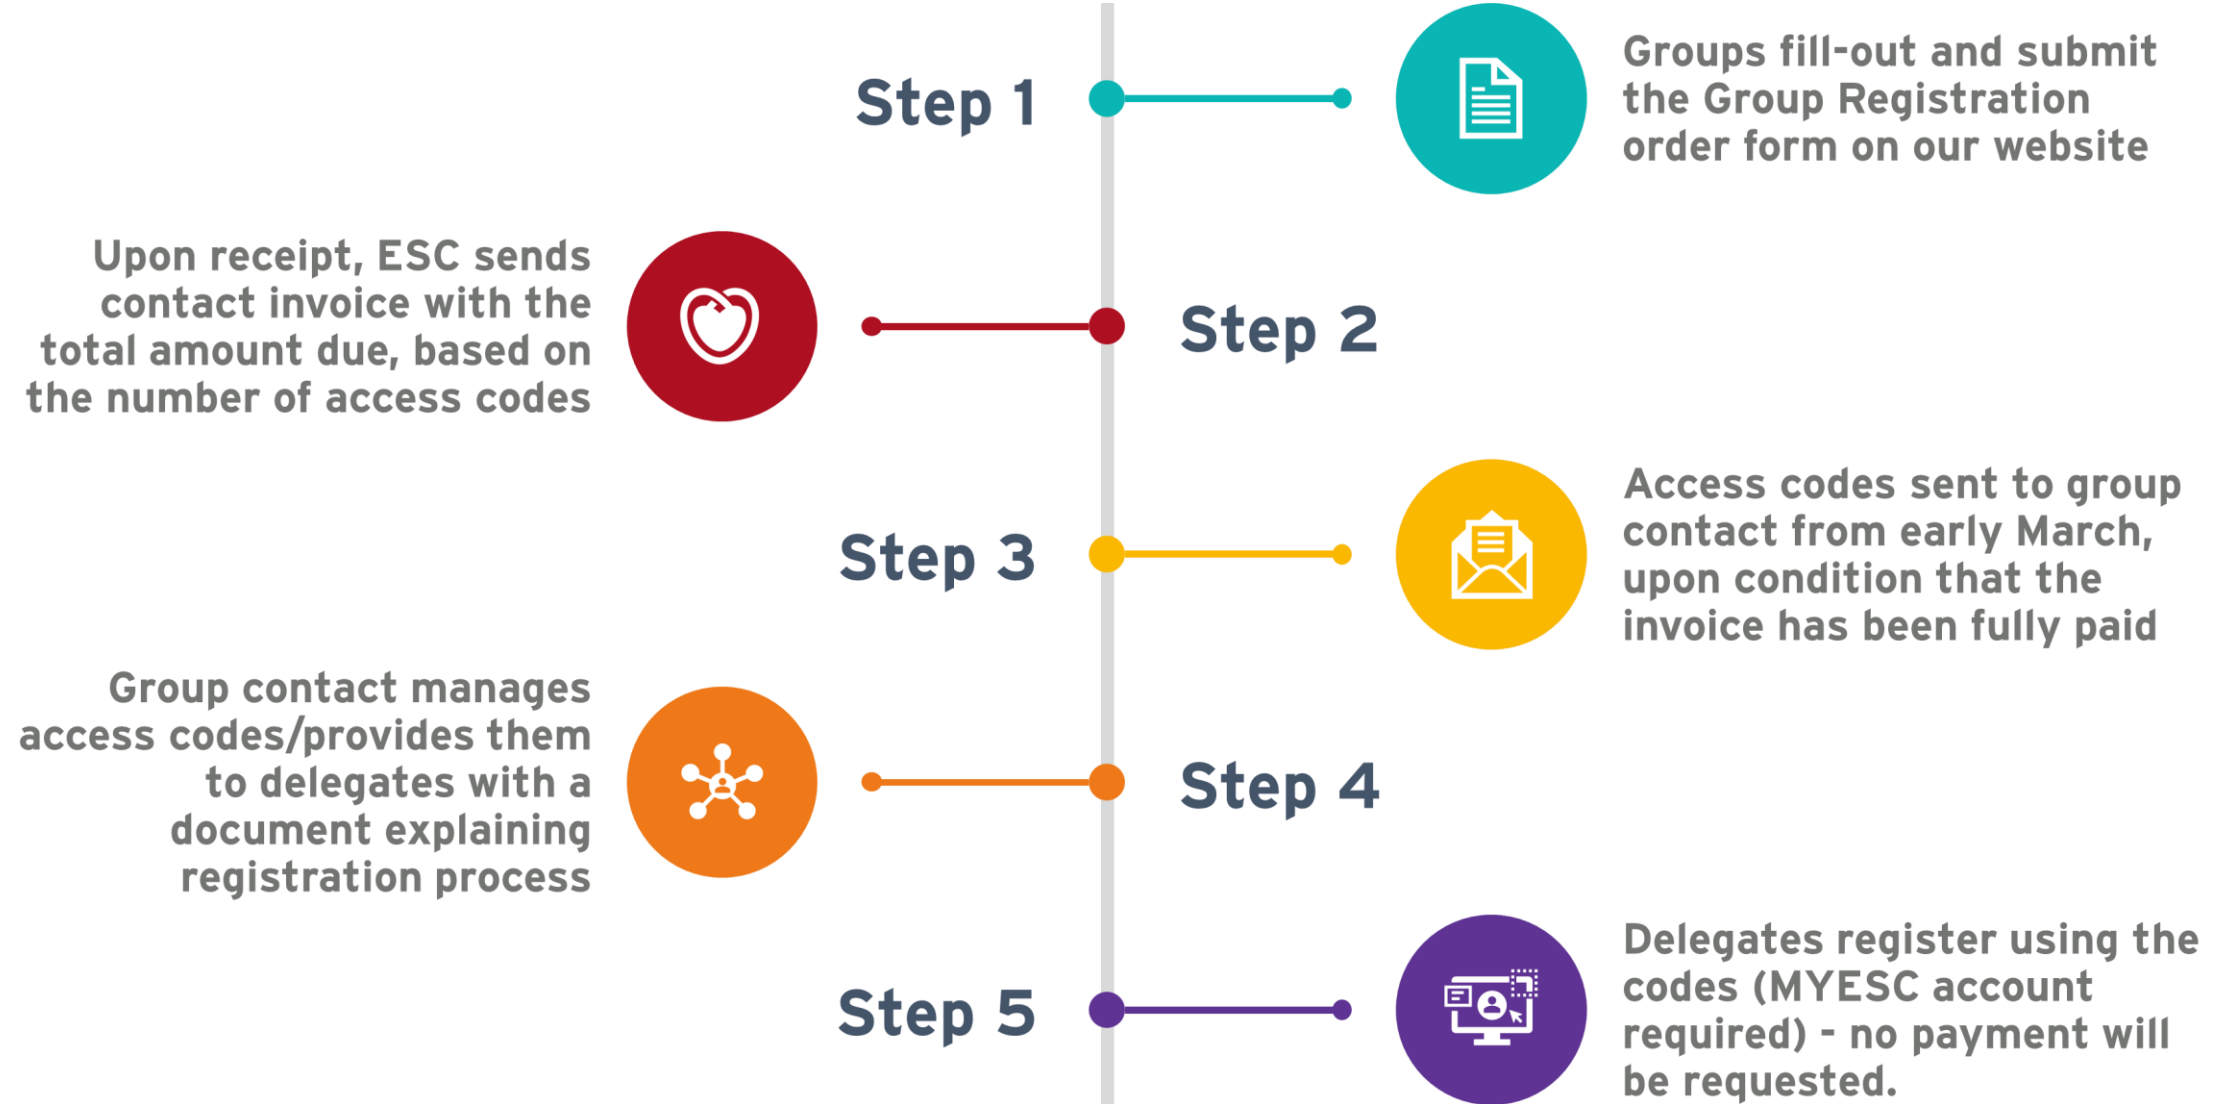 Step 1
Groups fill-out and submit
the Group Registration
order form on our website
Upon receipt, ESC sends
contact invoice with the
total amount due, based on
the number of access codes
Step 2
Step 3
Access codes sent to group
contact from early March,
upon condition that the
invoice has been fully paid
Group contact manages
access codes/provides them
to delegates with a
document explaining
registration process
Step 4
Step 5
Delegates register using the
codes (MYESC account
required) - no payment will
be requested.